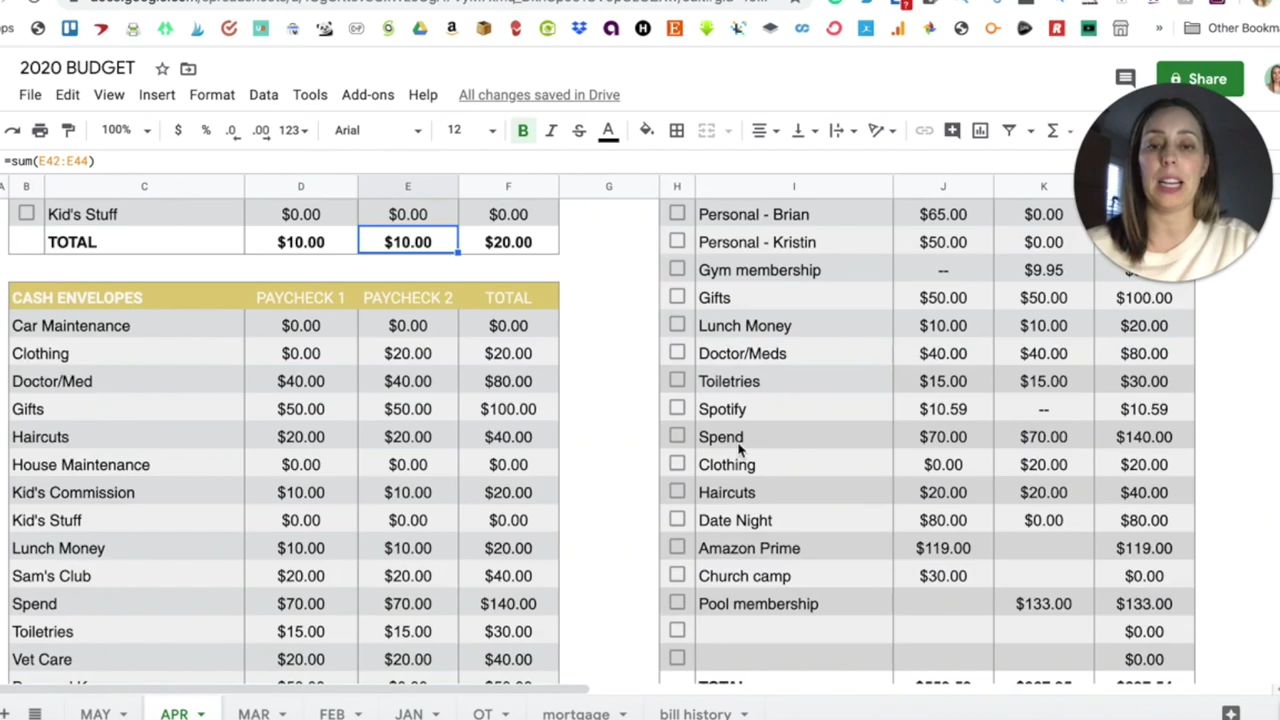 2020 BUDGET
Share
File Edit View Insert Format Data Tools Add-ons Help All changes saved in Drive
100% $ % .0 .00 123 Arial 12 B I S A Σ
=sum(E42:E44)
A B C D E F G H I J K
Kid's Stuff $0.00 $0.00 $0.00
TOTAL $10.00 $10.00 $20.00
CASH ENVELOPES PAYCHECK 1 PAYCHECK 2 TOTAL
Car Maintenance $0.00 $0.00 $0.00
Clothing $0.00 $20.00 $20.00
Doctor/Med $40.00 $40.00 $80.00
Gifts $50.00 $50.00 $100.00
Haircuts $20.00 $20.00 $40.00
House Maintenance $0.00 $0.00 $0.00
Kid's Commission $10.00 $10.00 $20.00
Kid's Stuff $0.00 $0.00 $0.00
Lunch Money $10.00 $10.00 $20.00
Sam's Club $20.00 $20.00 $40.00
Spend $70.00 $70.00 $140.00
Toiletries $15.00 $15.00 $30.00
Vet Care $20.00 $20.00 $40.00
Personal - Brian $65.00 $0.00
Personal - Kristin $50.00 $0.00
Gym membership -- $9.95
Gifts $50.00 $50.00 $100.00
Lunch Money $10.00 $10.00 $20.00
Doctor/Meds $40.00 $40.00 $80.00
Toiletries $15.00 $15.00 $30.00
Spotify $10.59 -- $10.59
Spend $70.00 $70.00 $140.00
Clothing $0.00 $20.00 $20.00
Haircuts $20.00 $20.00 $40.00
Date Night $80.00 $0.00 $80.00
Amazon Prime $119.00 $119.00
Church camp $30.00 $0.00
Pool membership $133.00 $133.00
$0.00
$0.00
MAY APR MAR FEB JAN OT mortgage bill history
Other Bookm